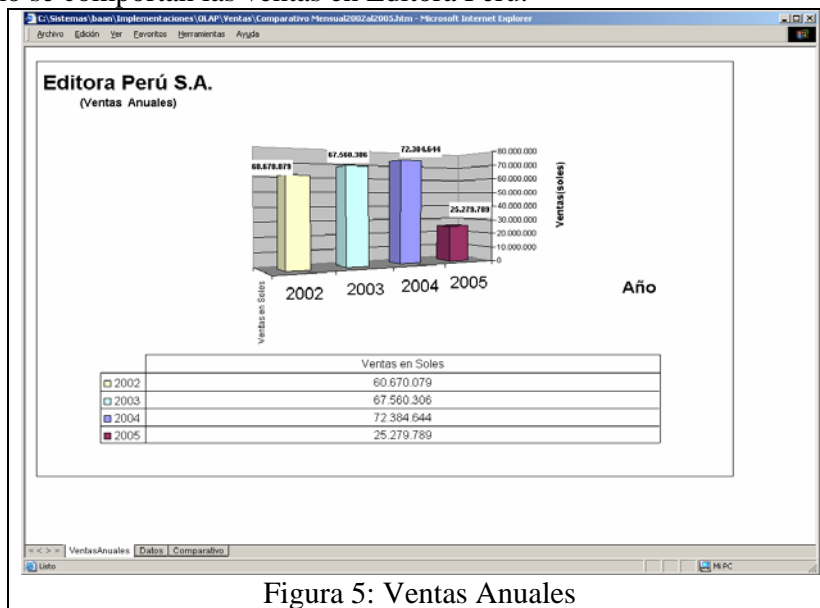 se comportan las ventas en Editora Perú.
C:\Sistemas\baan\Implementaciones\OLAP\Ventas\Comparativo Mensual2002al2005.htm - Microsoft Internet Explorer
Archivo Edición Ver Favoritos Herramientas Ayuda
Editora Perú S.A.
(Ventas Anuales)
60.670.079
67.560.306
72.384.644
25.279.789
80.000.000
70.000.000
60.000.000
50.000.000
40.000.000
30.000.000
20.000.000
10.000.000
0
Ventas(soles)
Ventas en Soles
2002 2003 2004 2005
Año
Ventas en Soles
2002 60.670.079
2003 67.560.306
2004 72.384.644
2005 25.279.789
VentasAnuales Datos Comparativo
Listo Mi PC
Figura 5: Ventas Anuales